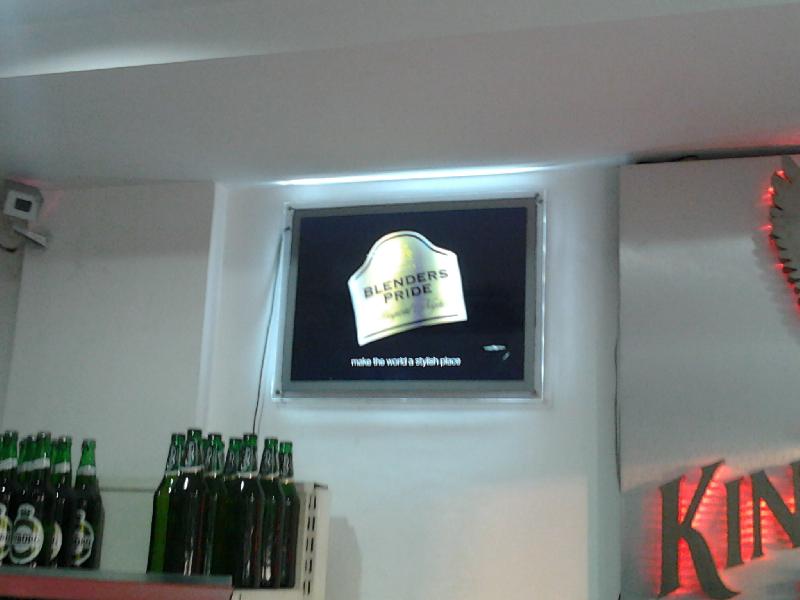 BLENDERS
PRIDE
make the world a stylish place
KIN